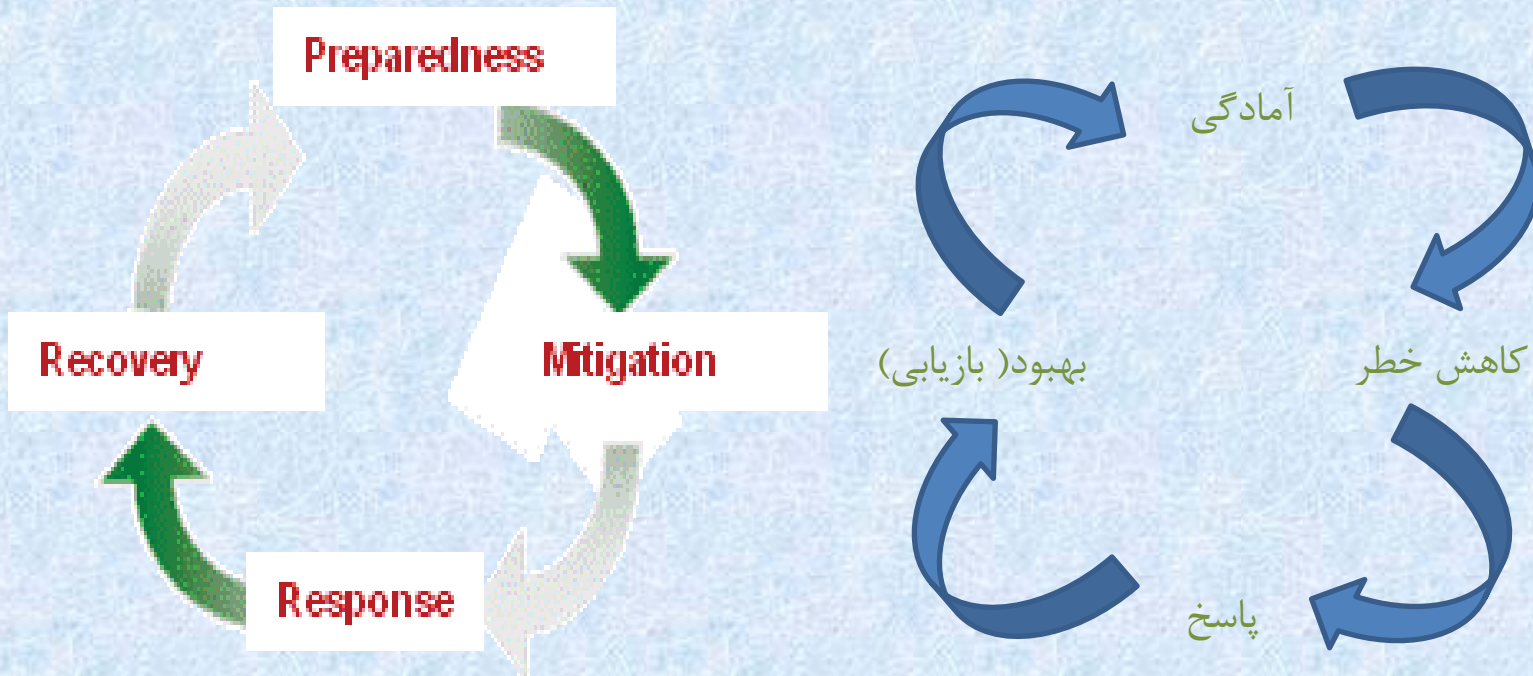 Preparedness
Recovery
Mitigation
Response
آمادگی
بهبود( بازیابی)
کاهش خطر
پاسخ